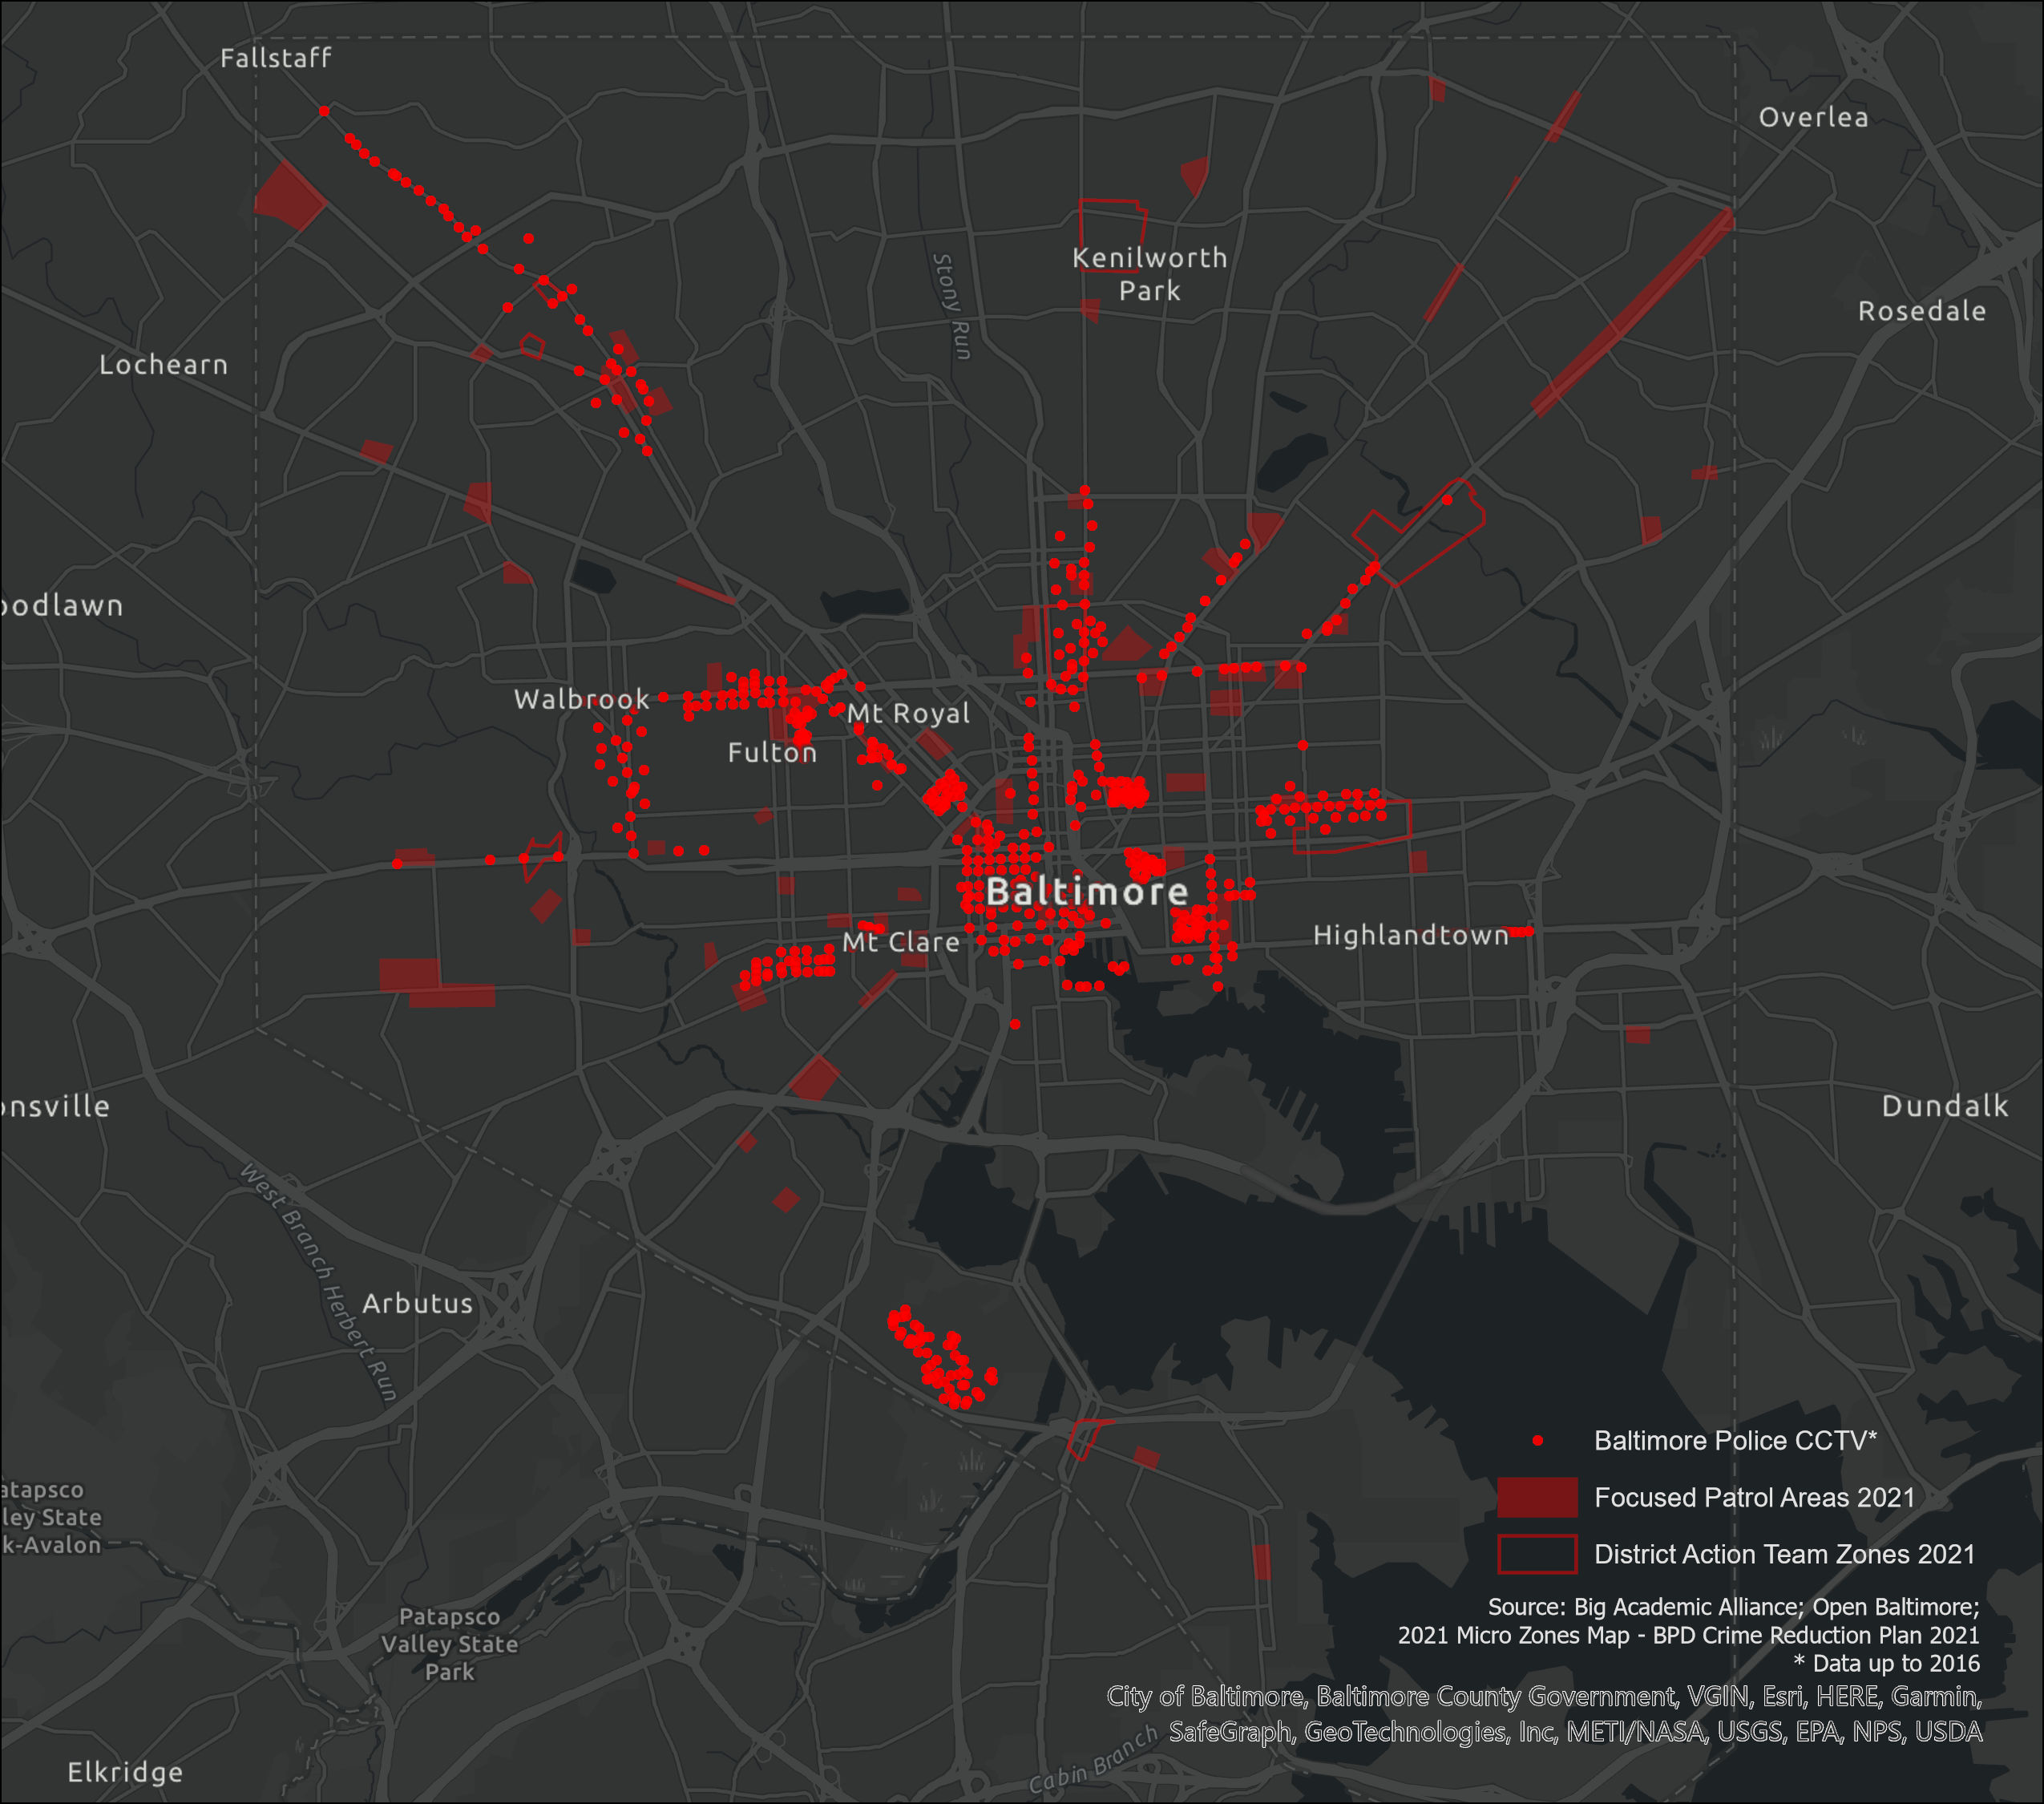 Fallstaff
Overlea
Kenilworth
Park
Stony Run
Rosedale
Lochearn
oodlawn
Walbrook
Mt Royal
Fulton
Baltimore
Highlandtown
Mt Clare
onsville
Dundalk
West Branch Herbert Run
Arbutus
Baltimore Police CCTV*
Focused Patrol Areas 2021
District Action Team Zones 2021
atapsco
ley State
k-Avalon
Source: Big Academic Alliance; Open Baltimore;
2021 Micro Zones Map - BPD Crime Reduction Plan 2021
* Data up to 2016
Patapsco
Valley State
Park
City of Baltimore, Baltimore County Government, VGIN, Esri, HERE, Garmin,
SafeGraph, GeoTechnologies, Inc, METI/NASA, USGS, EPA, NPS, USDA
Cabin Branch
Elkridge